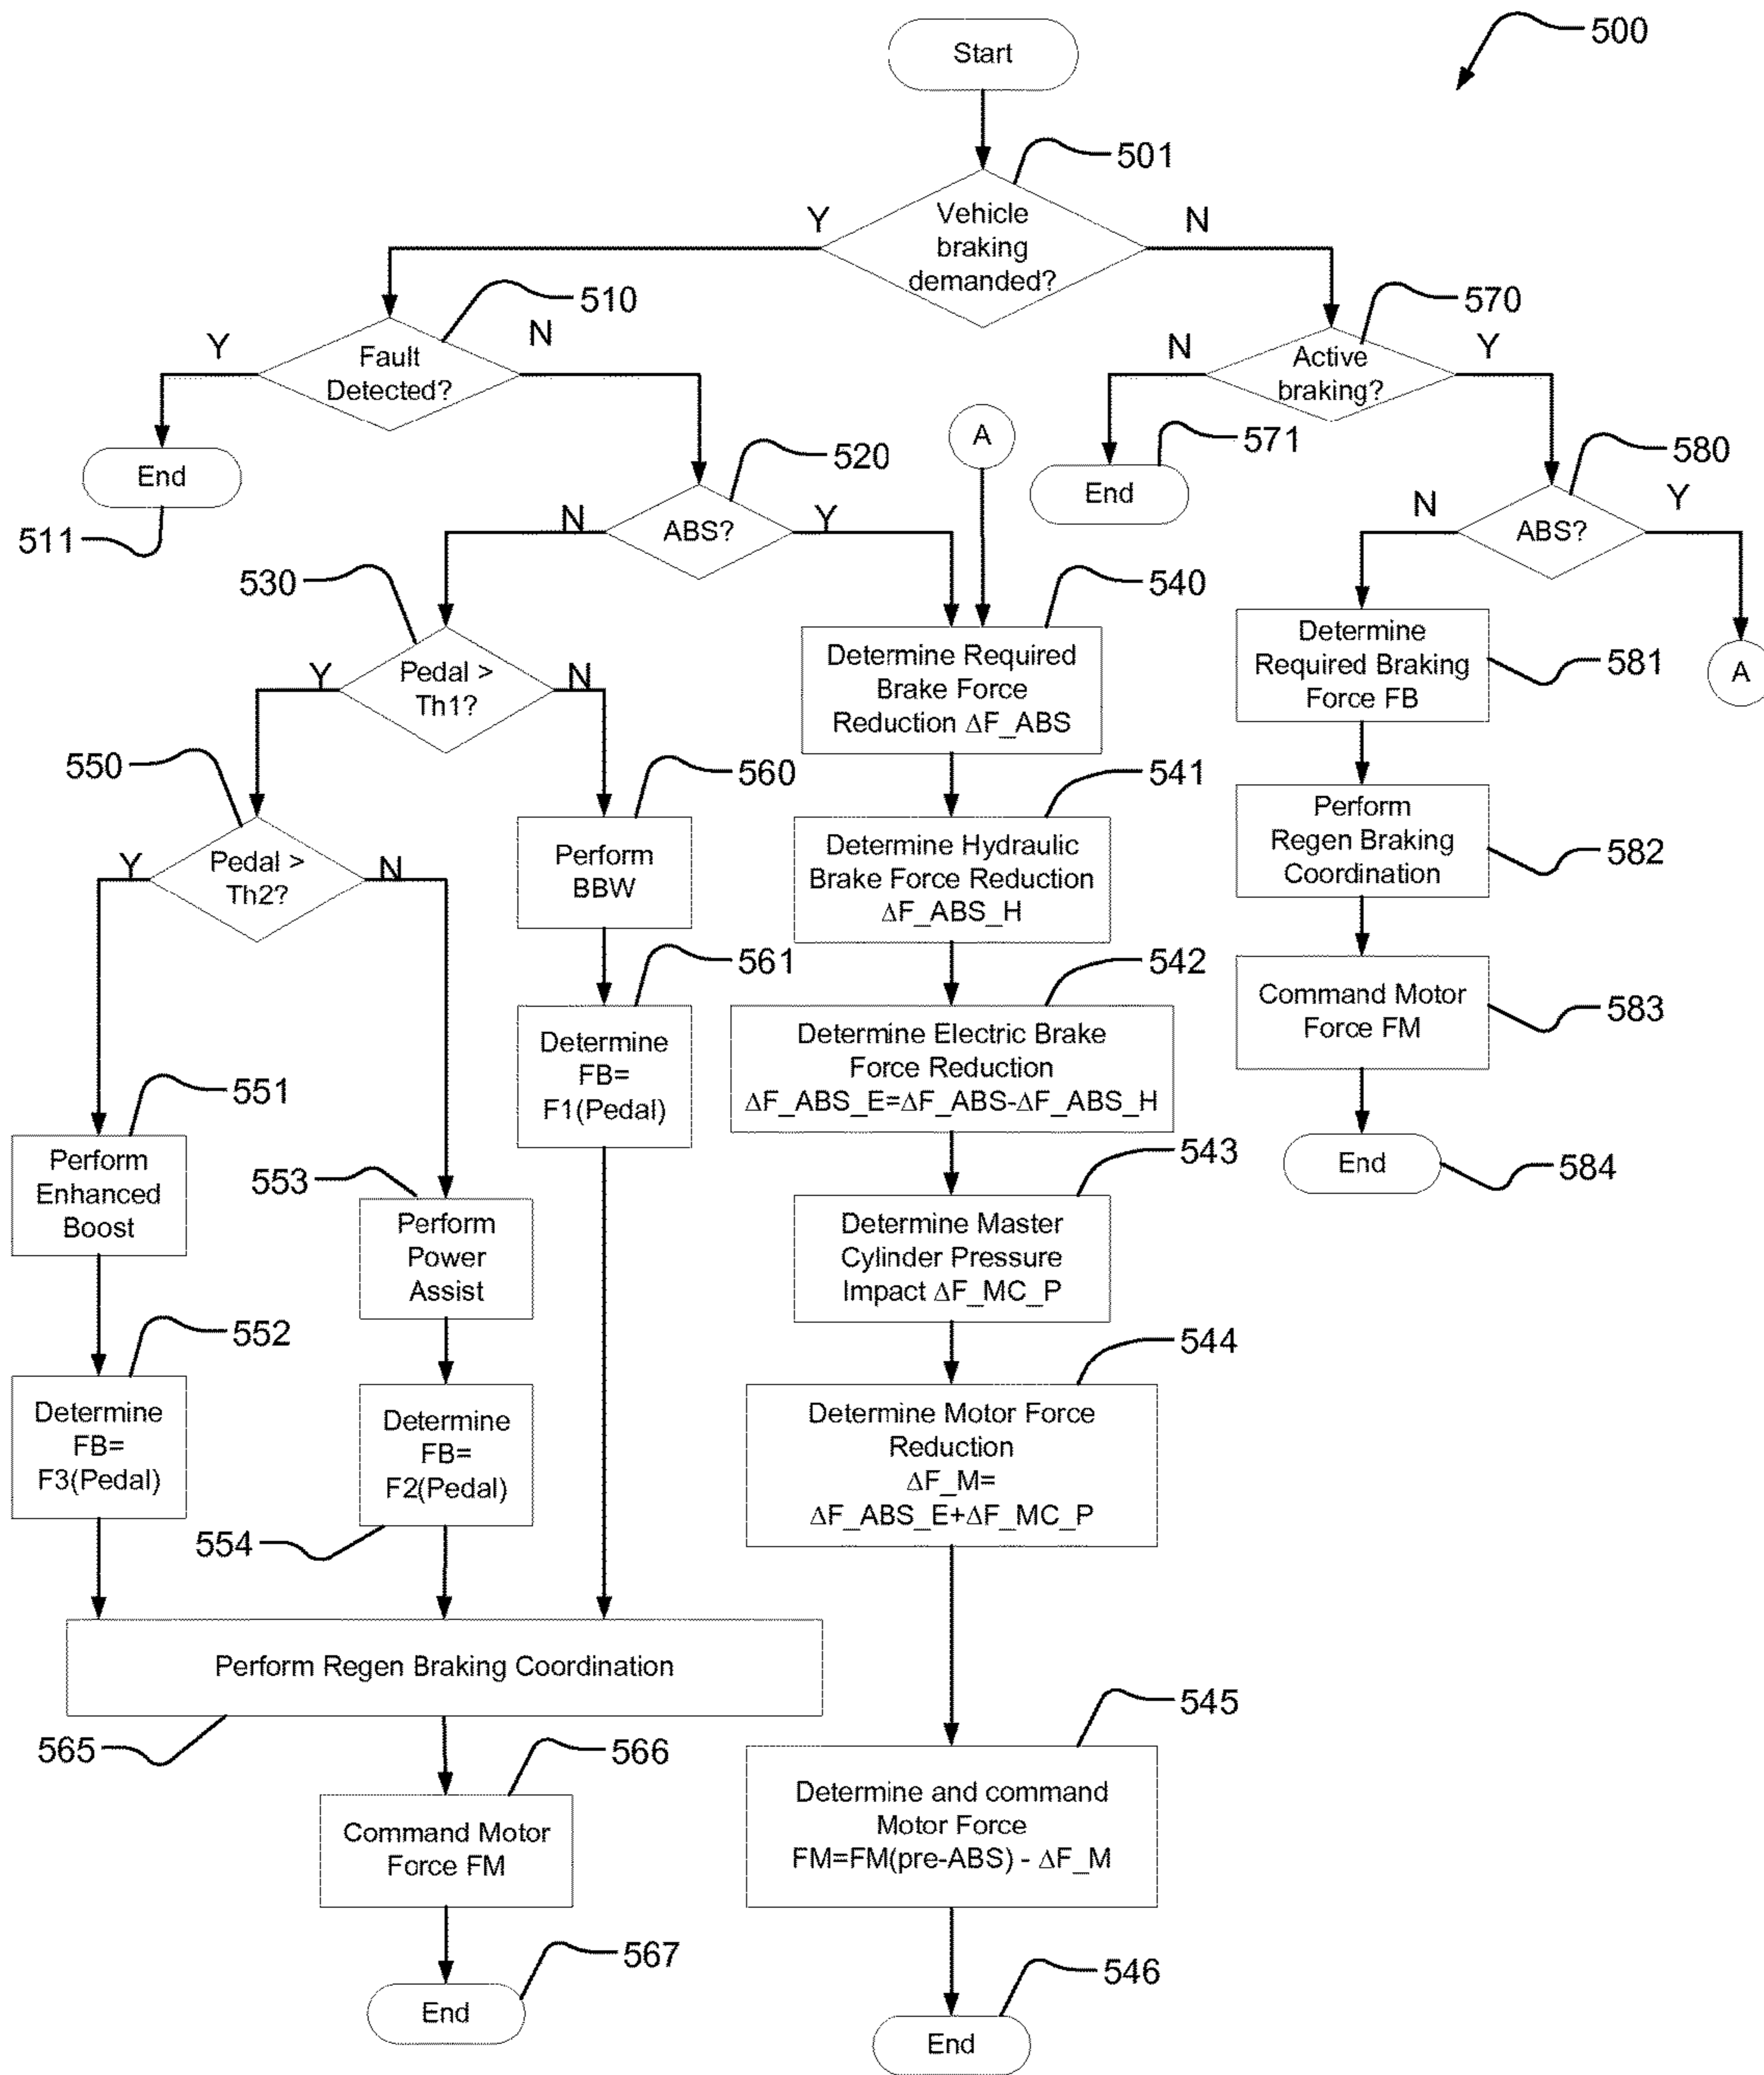 500
Start
501
Vehicle
braking
demanded?
Y
N
510
Fault
Detected?
Y
N
570
Active
braking?
N
Y
End
511
A
571
End
520
ABS?
N
Y
580
ABS?
N
Y
A
530
Pedal >
Th1?
Y
N
540
Determine Required
Brake Force
Reduction ΔF_ABS
Determine
Required Braking
Force FB
581
550
Pedal >
Th2?
Y
N
560
Perform
BBW
541
Determine Hydraulic
Brake Force Reduction
ΔF_ABS_H
Perform
Regen Braking
Coordination
582
561
Determine
FB=
F1(Pedal)
542
Determine Electric Brake
Force Reduction
ΔF_ABS_E=ΔF_ABS-ΔF_ABS_H
Command Motor
Force FM
583
551
Perform
Enhanced
Boost
553
Perform
Power
Assist
543
Determine Master
Cylinder Pressure
Impact ΔF_MC_P
End
584
552
Determine
FB=
F3(Pedal)
Determine
FB=
F2(Pedal)
554
544
Determine Motor Force
Reduction
ΔF_M=
ΔF_ABS_E+ΔF_MC_P
Perform Regen Braking Coordination
565
566
Command Motor
Force FM
545
Determine and command
Motor Force
FM=FM(pre-ABS) - ΔF_M
567
End
546
End